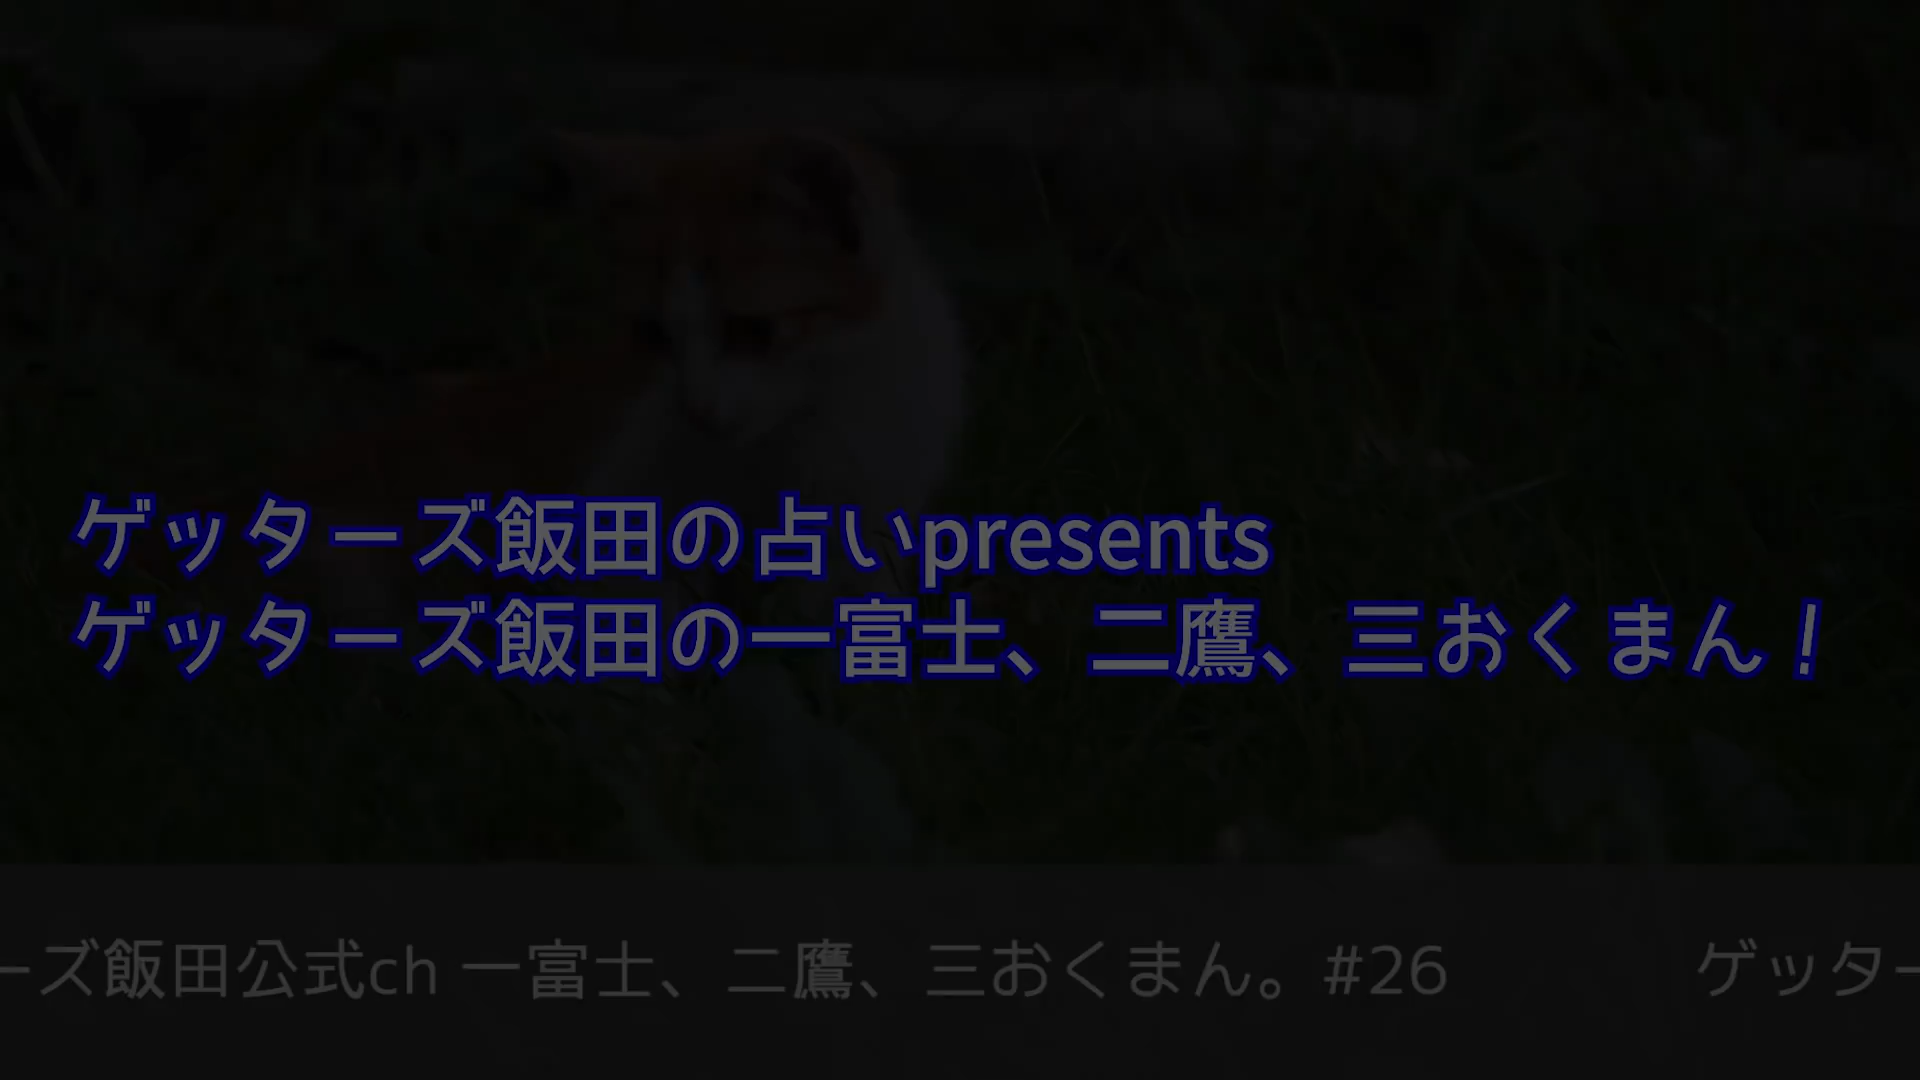 ゲッターズ飯田の占いpresents
ゲッターズ飯田の一富士、二鷹、三おくまん！
ーズ飯田公式ch 一富士、二鷹、三おくまん。#26 ゲッター